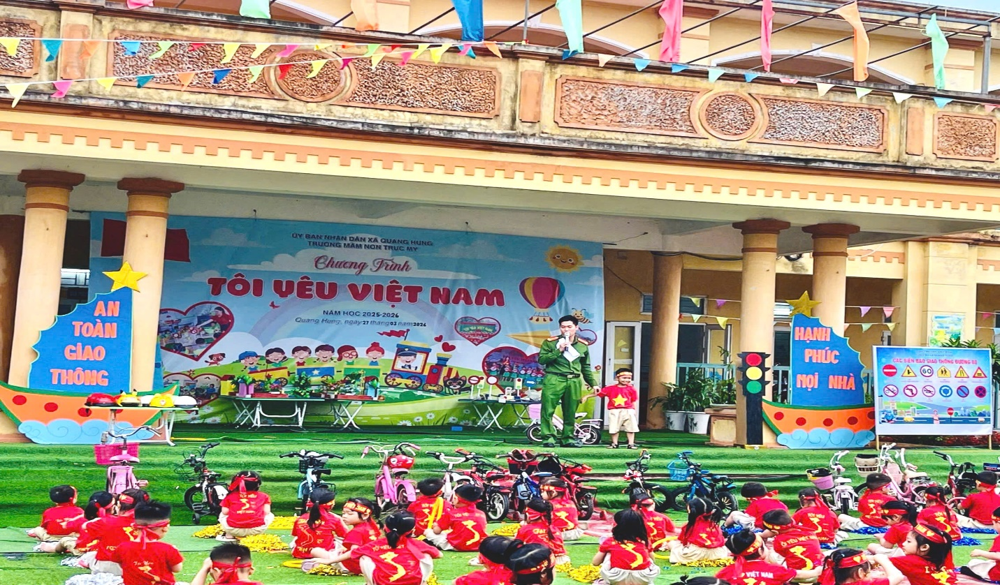 ỦY BAN NHÂN DÂN XÃ QUANG HƯNG
TRƯỜNG MẦM NON TRỰC MỸ
Chương Trình
TÔI YÊU VIỆT NAM
NĂM HỌC 2025-2026
Quang Hưng, ngày 27 tháng 03 năm 2026
AN
TOÀN
GIAO
THÔNG
HẠNH
PHÚC
MỌI NHÀ
CÁC BIỂN BÁO GIAO THÔNG ĐƯỜNG BỘ
60
VIỆT NAM